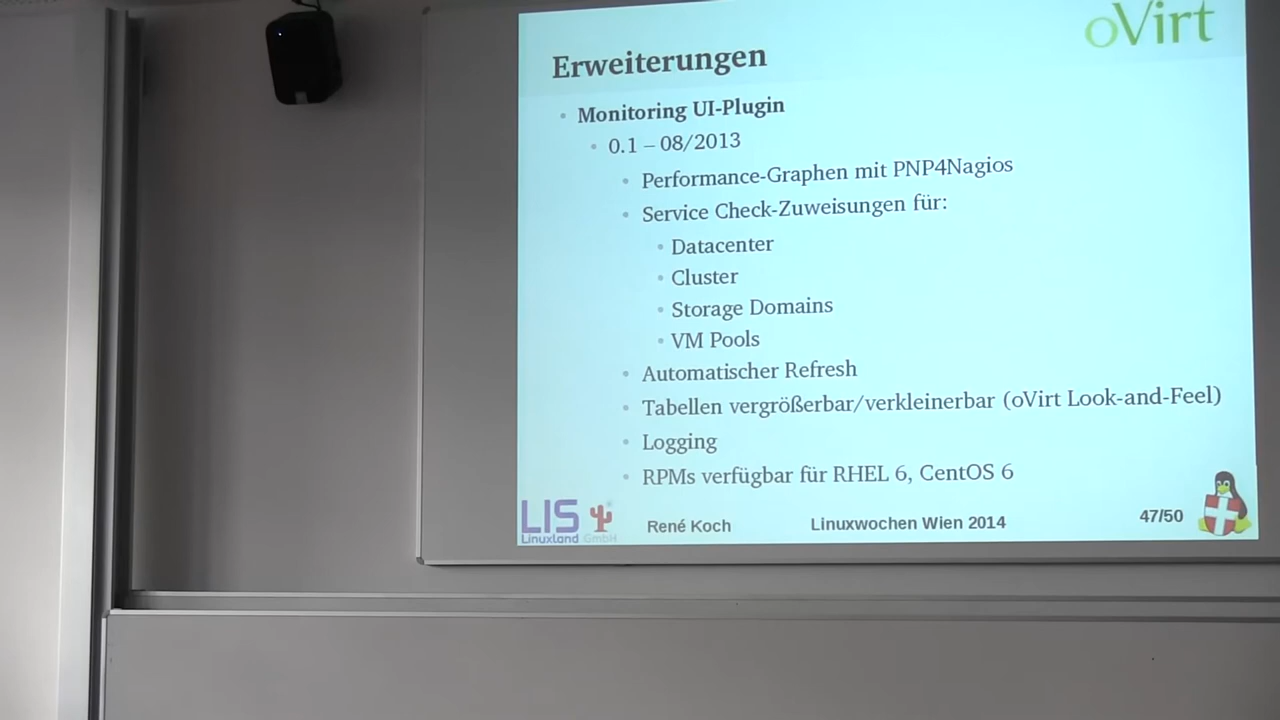 oVirt
Erweiterungen
Monitoring UI-Plugin
0.1 – 08/2013
Performance-Graphen mit PNP4Nagios
Service Check-Zuweisungen für:
Datacenter
Cluster
Storage Domains
VM Pools
Automatischer Refresh
Tabellen vergrößerbar/verkleinerbar (oVirt Look-and-Feel)
Logging
RPMs verfügbar für RHEL 6, CentOS 6
LIS
Linuxland GmbH
René Koch
Linuxwochen Wien 2014
47/50